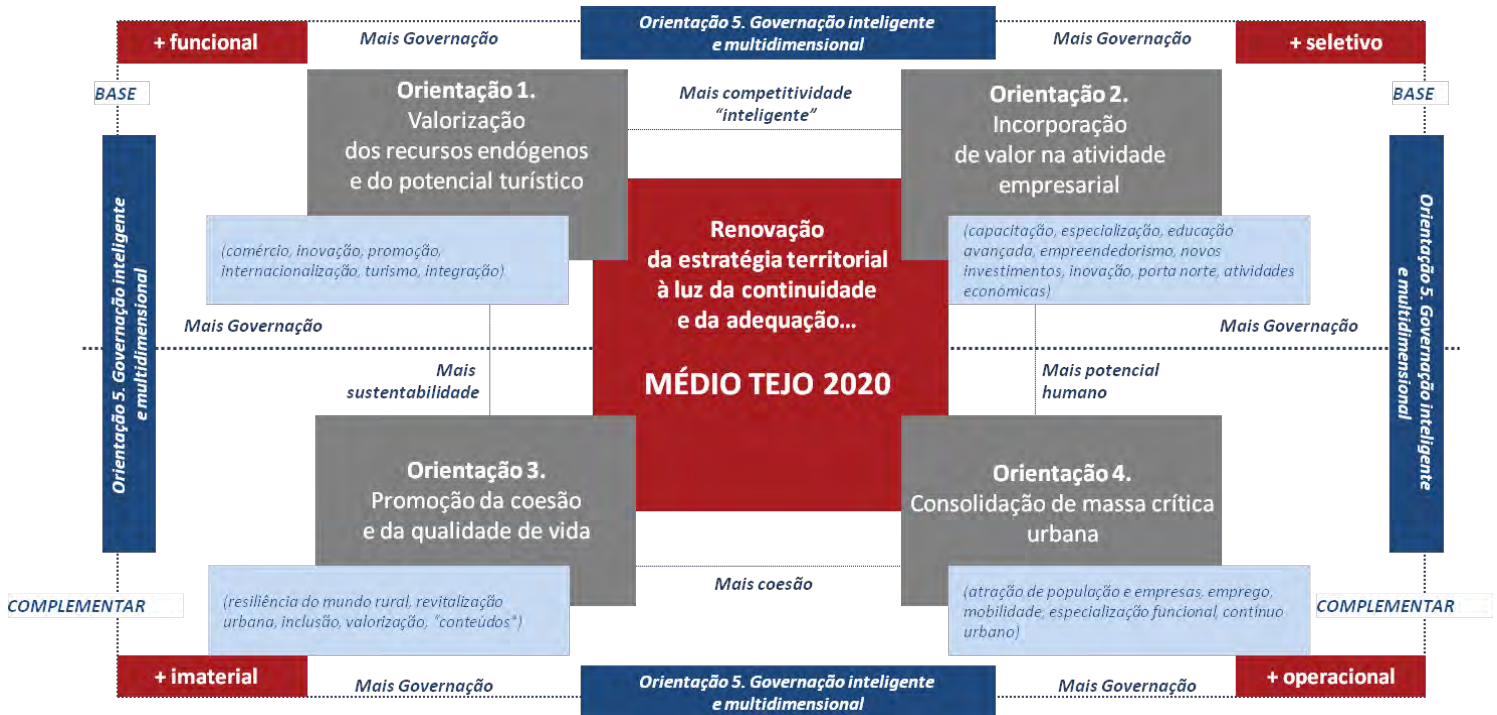 Orientação 5. Governação inteligente
e multidimensional
+ funcional
Mais Governação
Mais Governação
+ seletivo
BASE
BASE
Orientação 1.
Valorização
dos recursos endógenos
e do potencial turístico
Mais competitividade
“inteligente”
Orientação 2.
Incorporação
de valor na atividade
empresarial
(comércio, inovação, promoção,
internacionalização, turismo, integração)
(capacitação, especialização, educação
avançada, empreendedorismo, novos
investimentos, inovação, porta norte, atividades
económicas)
Renovação
da estratégia territorial
à luz da continuidade
e da adequação...
MÉDIO TEJO 2020
Orientação 5. Governação inteligente
e multidimensional
Orientação 5. Governação inteligente
e multidimensional
Mais Governação
Mais Governação
Mais
sustentabilidade
Mais potencial
humano
Orientação 3.
Promoção da coesão
e da qualidade de vida
Orientação 4.
Consolidação de massa crítica
urbana
Mais coesão
(resiliência do mundo rural, revitalização
urbana, inclusão, valorização, “conteúdos”)
(atração de população e empresas, emprego,
mobilidade, especialização funcional, contínuo
urbano)
COMPLEMENTAR
COMPLEMENTAR
+ imaterial
Mais Governação
Orientação 5. Governação inteligente
e multidimensional
Mais Governação
+ operacional